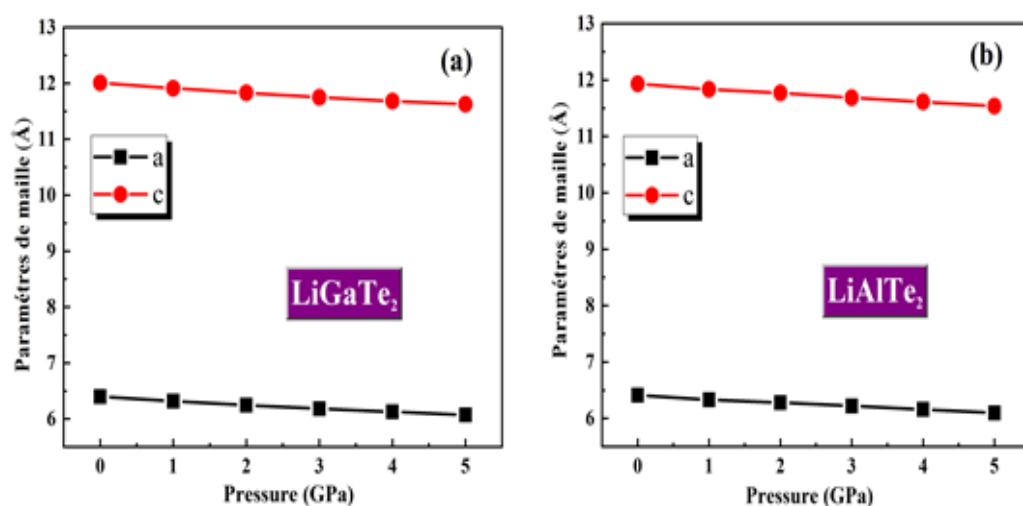 (a)
Paramétres de maille (Å)
13
12
11
10
9
8
7
6
a
c
LiGaTe₂
0 1 2 3 4 5
Pressure (GPa)
(b)
Paramétres de maille (Å)
13
12
11
10
9
8
7
6
a
c
LiAlTe₂
0 1 2 3 4 5
Pressure (GPa)